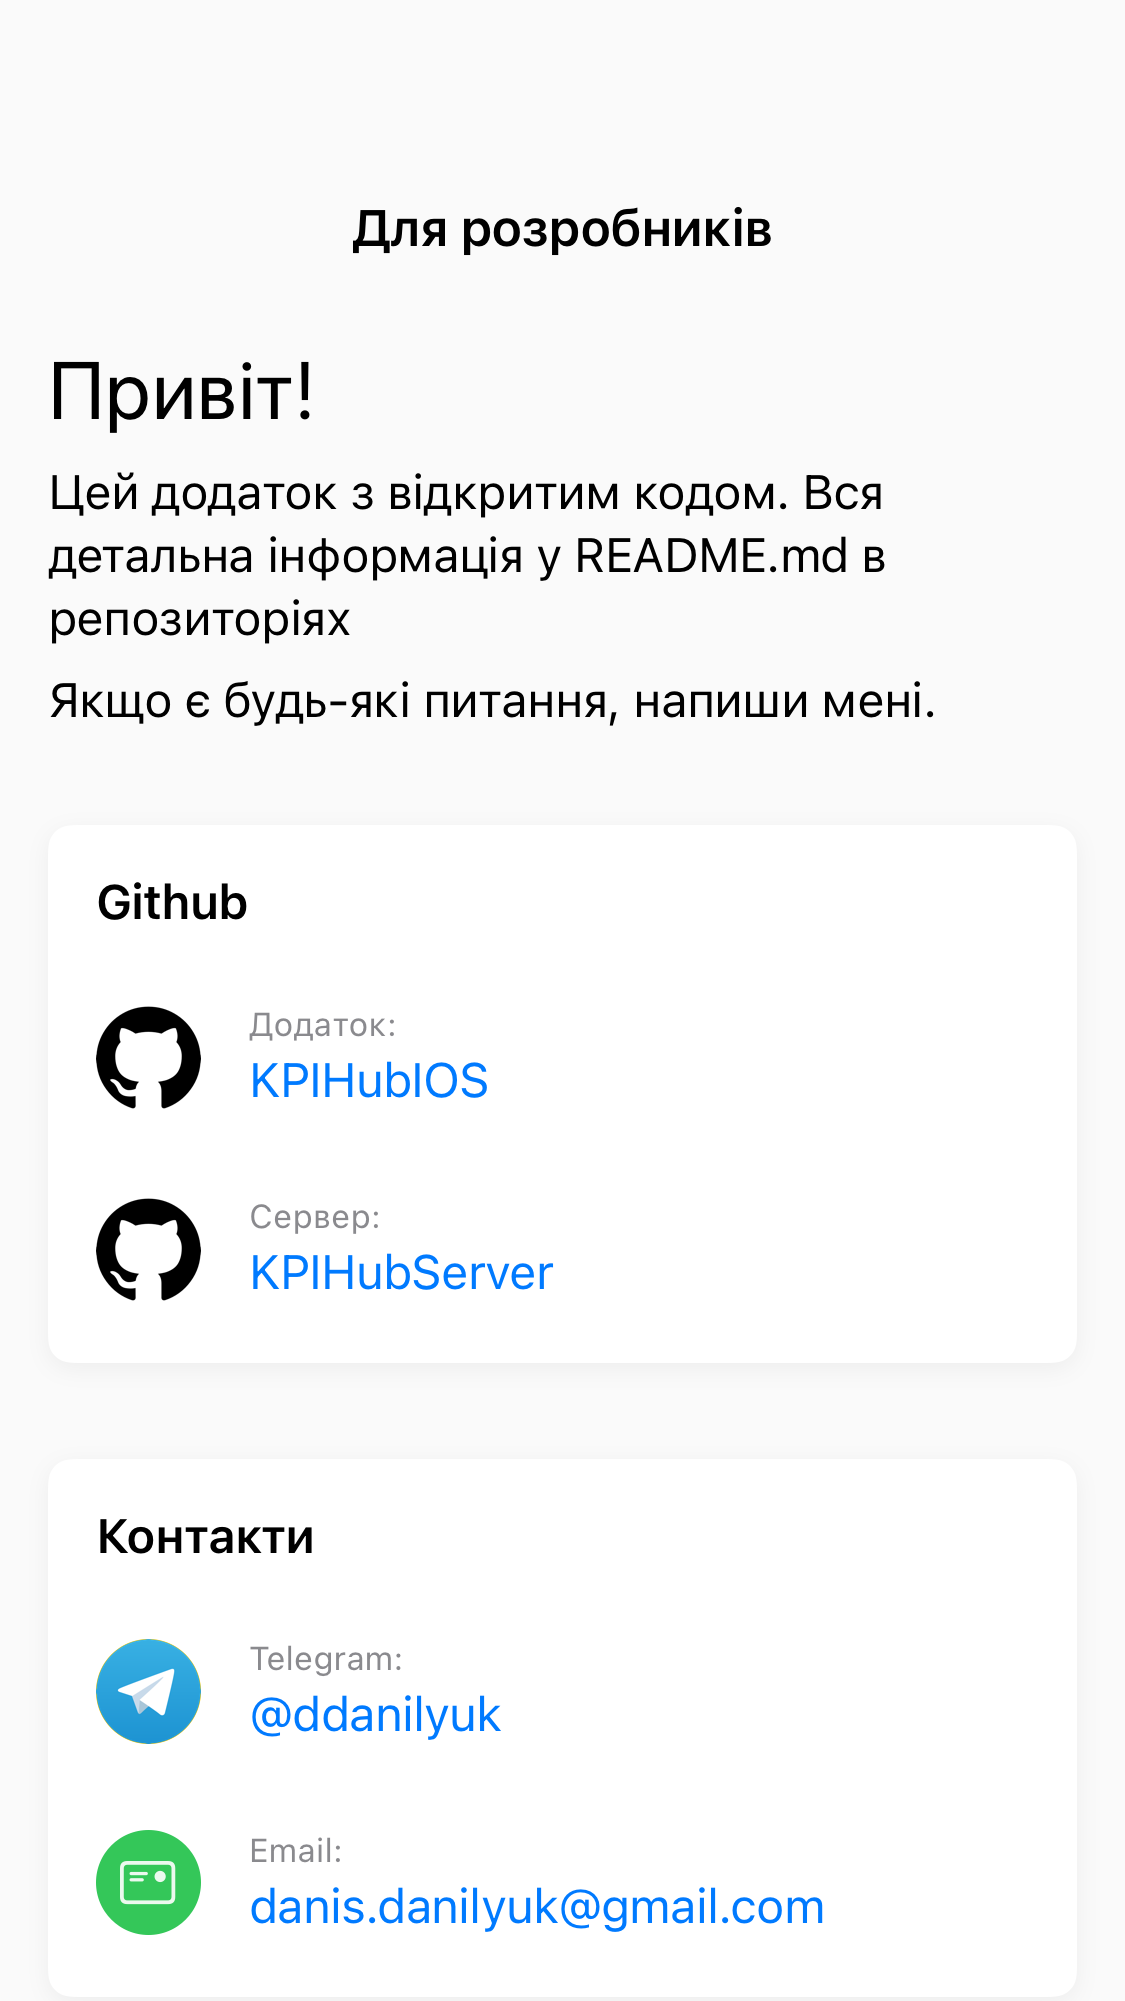 Для розробників
Привіт!
Цей додаток з відкритим кодом. Вся
детальна інформація у README.md в
репозиторіях
Якщо є будь-які питання, напиши мені.
Github
Додаток:
KPIHubIOS
Сервер:
KPIHubServer
Контакти
Telegram:
@ddanilyuk
Email:
danis.danilyuk@gmail.com